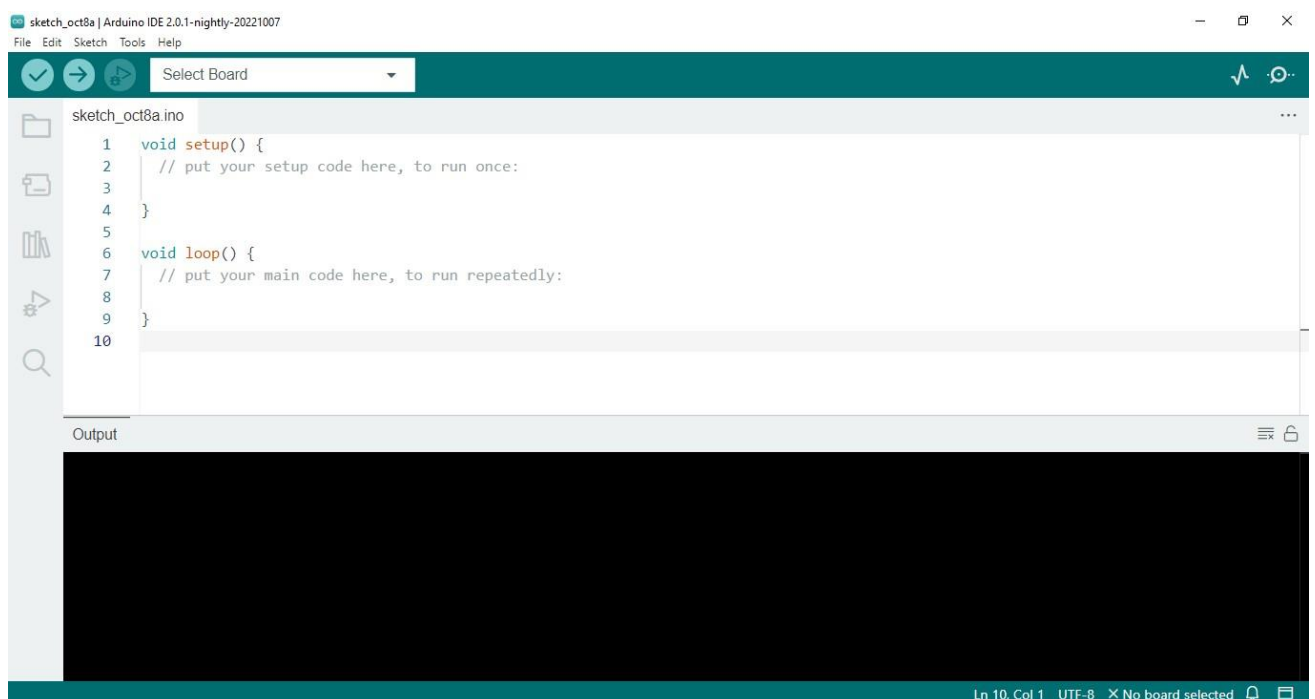 sketch_oct8a | Arduino IDE 2.0.1-nightly-20221007
File Edit Sketch Tools Help
Select Board
sketch_oct8a.ino
1 void setup() {
2 // put your setup code here, to run once:
3
4 }
5
6 void loop() {
7 // put your main code here, to run repeatedly:
8
9 }
10
Output
Ln 10, Col 1 UTF-8 No board selected